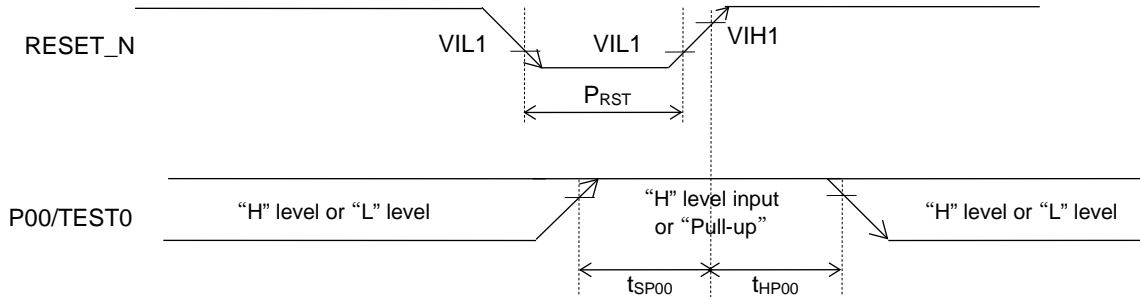 RESET_N
VIL1
VIL1
VIH1
PRST
P00/TEST0
“H” level or “L” level
“H” level input
or “Pull-up”
“H” level or “L” level
tSP00
tHP00